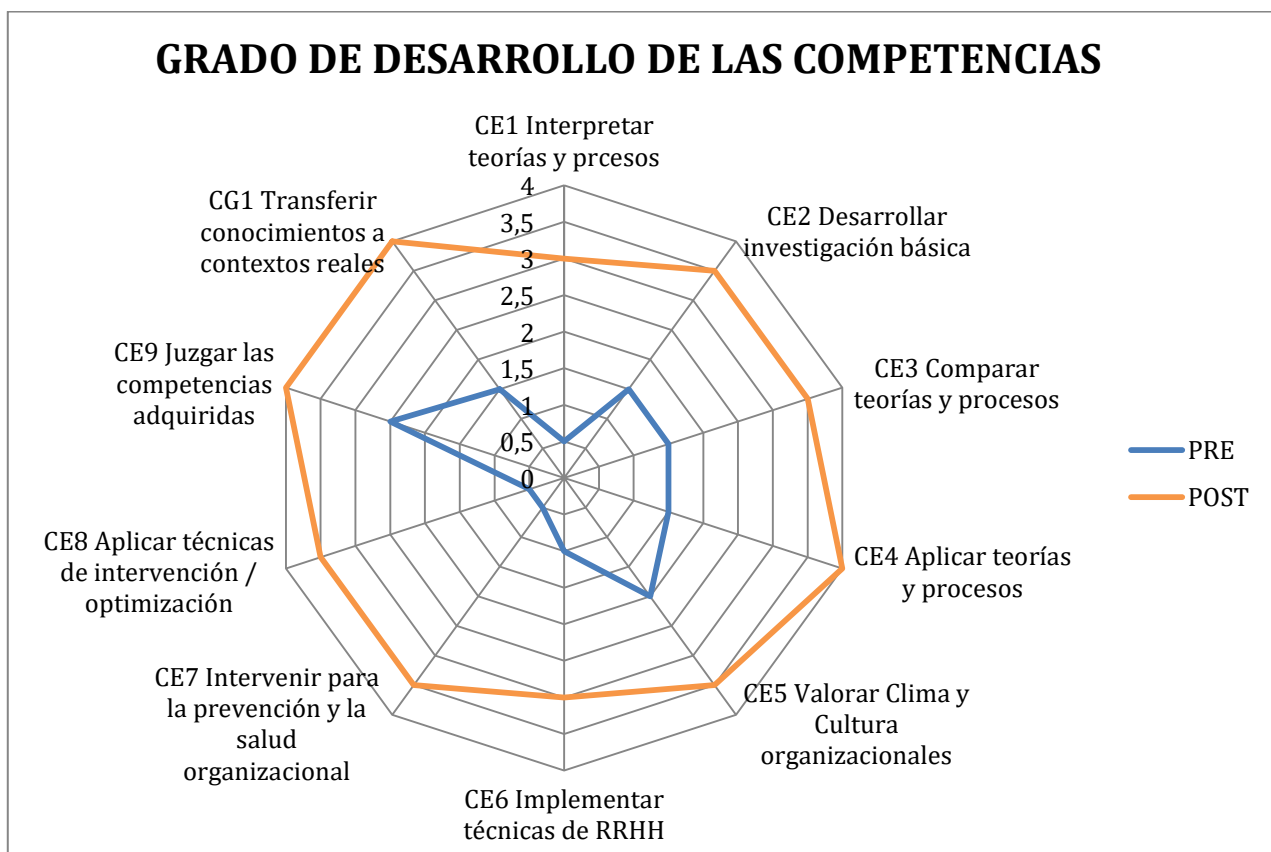 GRADO DE DESARROLLO DE LAS COMPETENCIAS
CE1 Interpretar
teorías y prcesos
CE2 Desarrollar
investigación básica
CE3 Comparar
teorías y procesos
CE4 Aplicar teorías
y procesos
CE5 Valorar Clima y
Cultura
organizacionales
CE6 Implementar
técnicas de RRHH
CE7 Intervenir para
la prevención y la
salud
organizacional
CE8 Aplicar técnicas
de intervención /
optimización
CE9 Juzgar las
competencias
adquiridas
CG1 Transferir
conocimientos a
contextos reales
4
3,5
3
2,5
2
1,5
1
0,5
0
PRE
POST